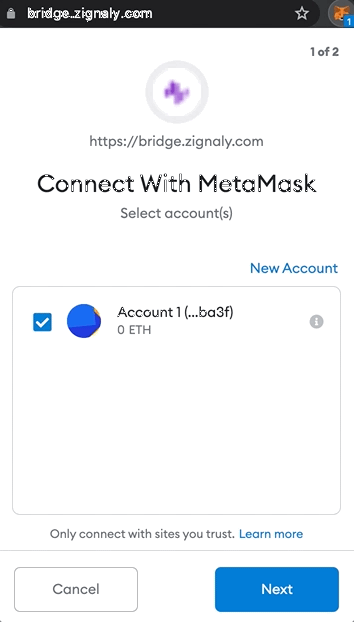 bridge.zignaly.com
1
1 of 2
https://bridge.zignaly.com
Connect With MetaMask
Select account(s)
New Account
Account 1 (...ba3f)
0 ETH
Only connect with sites you trust. Learn more
Cancel
Next